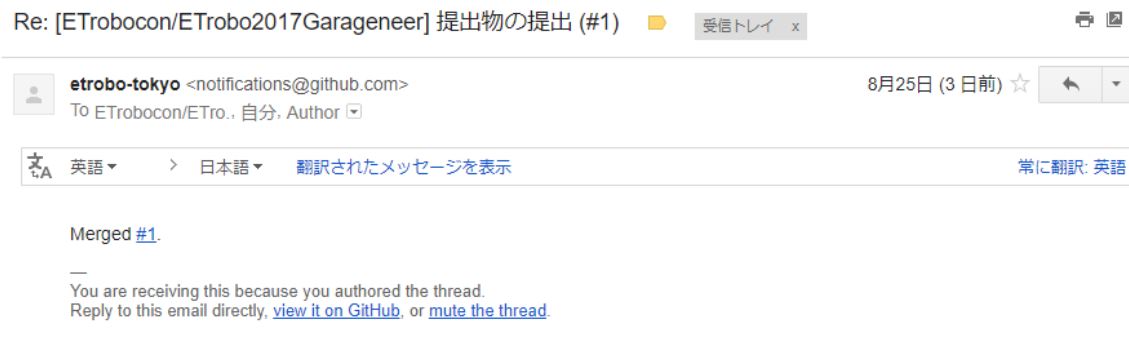 Re: [ETrobocon/ETrobo2017Garageneer] 提出物の提出 (#1) 受信トレイ x
etrobo-tokyo <notifications@github.com> 8月25日 (3 日前)
To ETrobocon/ETro., 自分, Author
英語 > 日本語 翻訳されたメッセージを表示 常に翻訳: 英語
Merged #1.
—
You are receiving this because you authored the thread.
Reply to this email directly, view it on GitHub, or mute the thread.